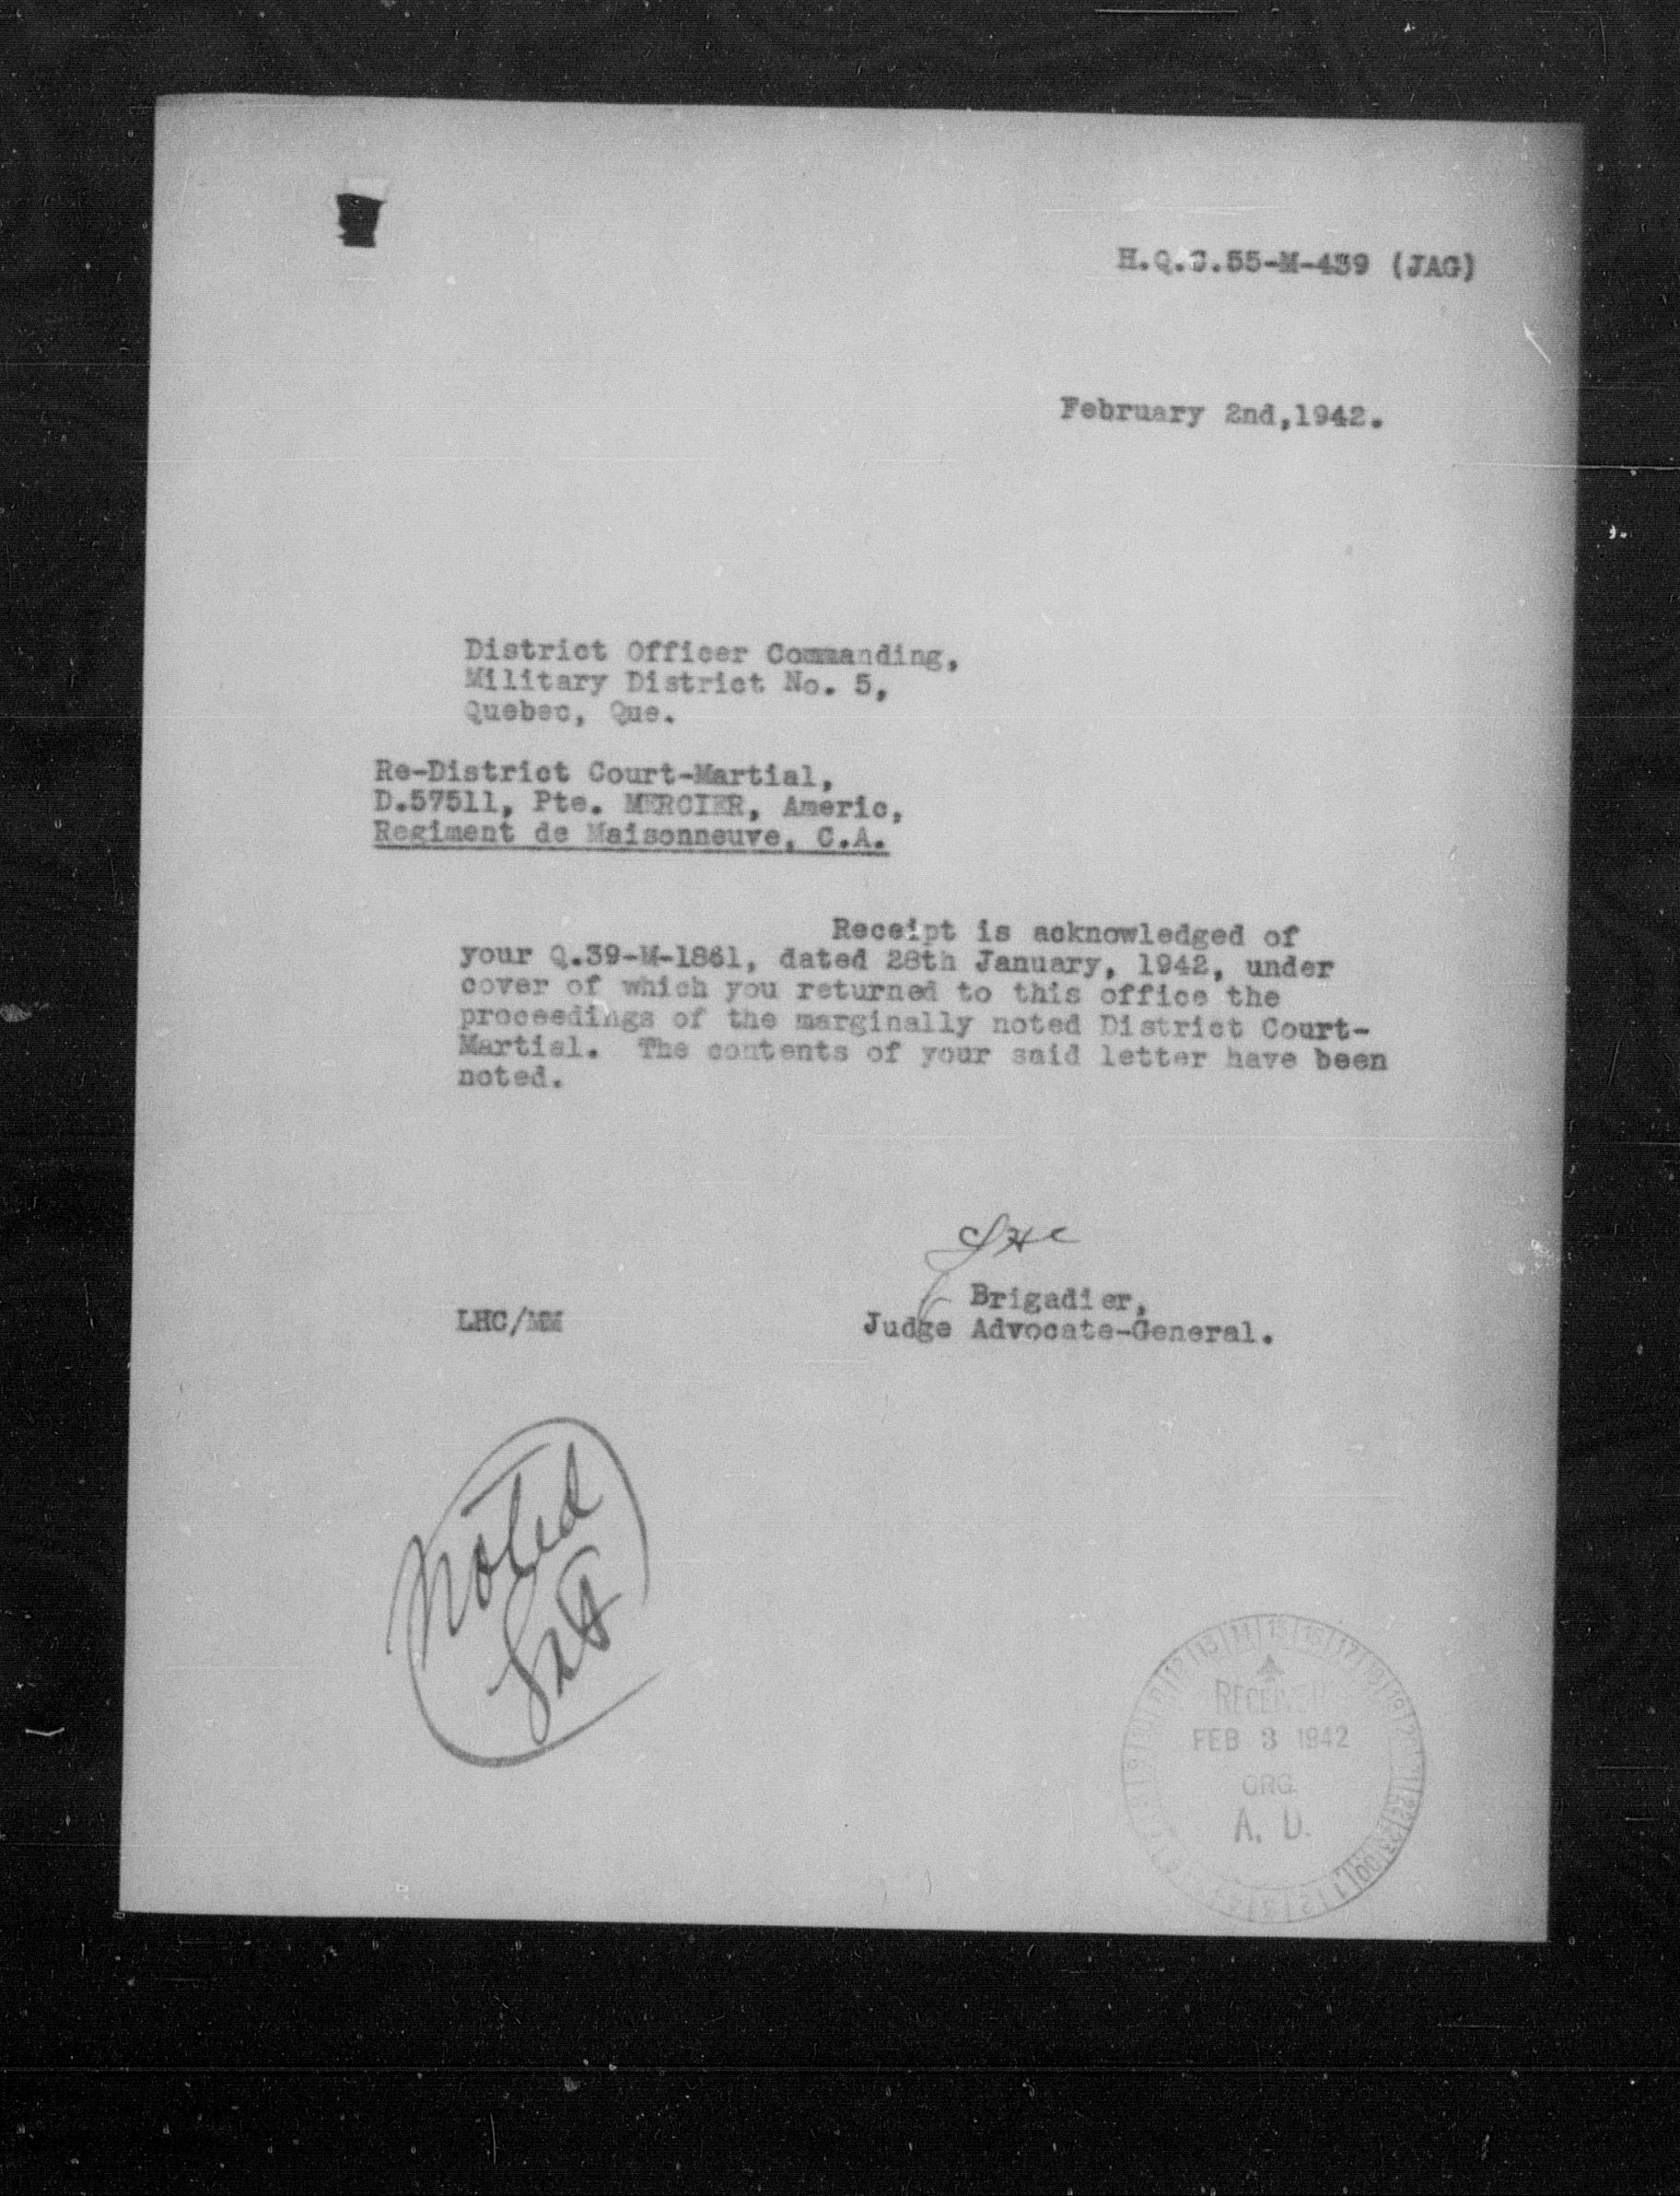 H.Q.C.55-M-439 (JAG)
February 2nd,1942.
District Officer Commanding,
Military District No. 5,
Quebec, Que.
Re-District Court-Martial,
D.57511, Pte. MERCIER, Americ,
Regiment de Maisonneuve, C.A.
Receipt is acknowledged of
your Q.39-M-1861, dated 28th January, 1942, under
cover of which you returned to this office the
proceedings of the marginally noted District Court-
Martial. The contents of your said letter have been
noted.
Brigadier,
LHC/MM
Judge Advocate-General.
Noted
RECEIVED
FEB 3 1942
ORG.
A. D.